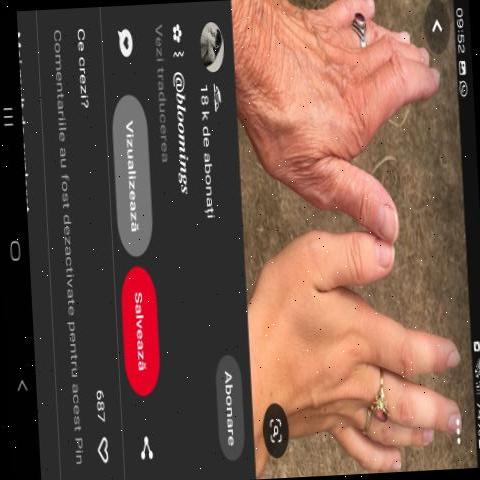 09:52
18 k de abonați
Abonare
@bloomings
Vezi traducerea
Vizualizează
Salvează
687
Ce crezi?
Comentariile au fost dezactivate pentru acest Pin